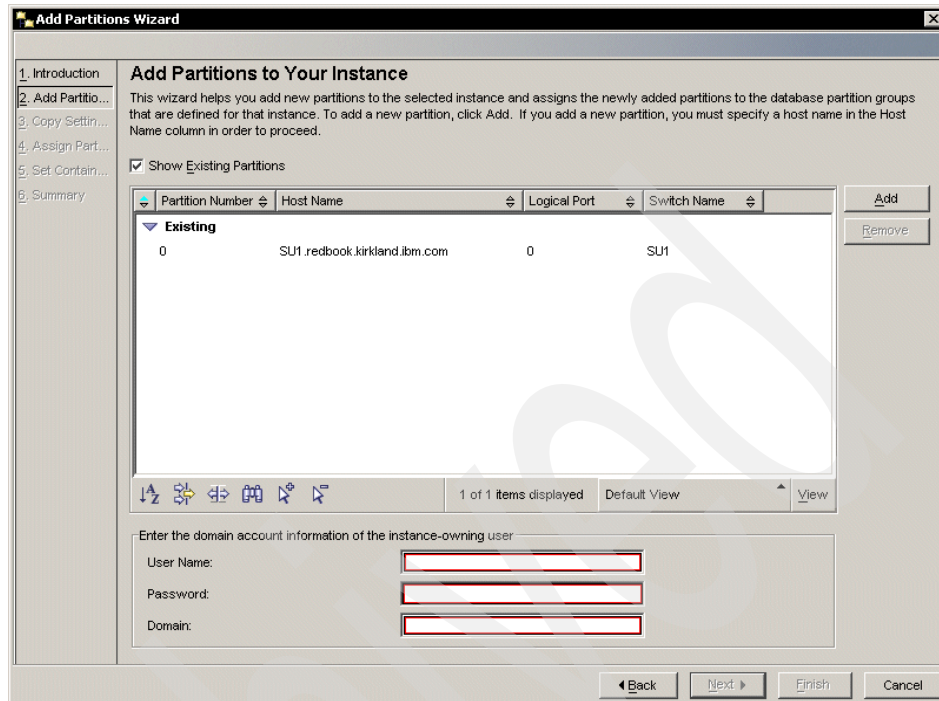 Add Partitions Wizard
1. Introduction
2. Add Partitio...
3. Copy Settin...
4. Assign Part...
5. Set Contain...
6. Summary
Add Partitions to Your Instance
This wizard helps you add new partitions to the selected instance and assigns the newly added partitions to the database partition groups
that are defined for that instance. To add a new partition, click Add. If you add a new partition, you must specify a host name in the Host
Name column in order to proceed.
Show Existing Partitions
Partition Number Host Name Logical Port Switch Name
Existing
0 SU1.redbook.kirkland.ibm.com 0 SU1
Add
Remove
1 of 1 items displayed Default View View
Enter the domain account information of the instance-owning user
User Name:
Password:
Domain:
Back Next Finish Cancel